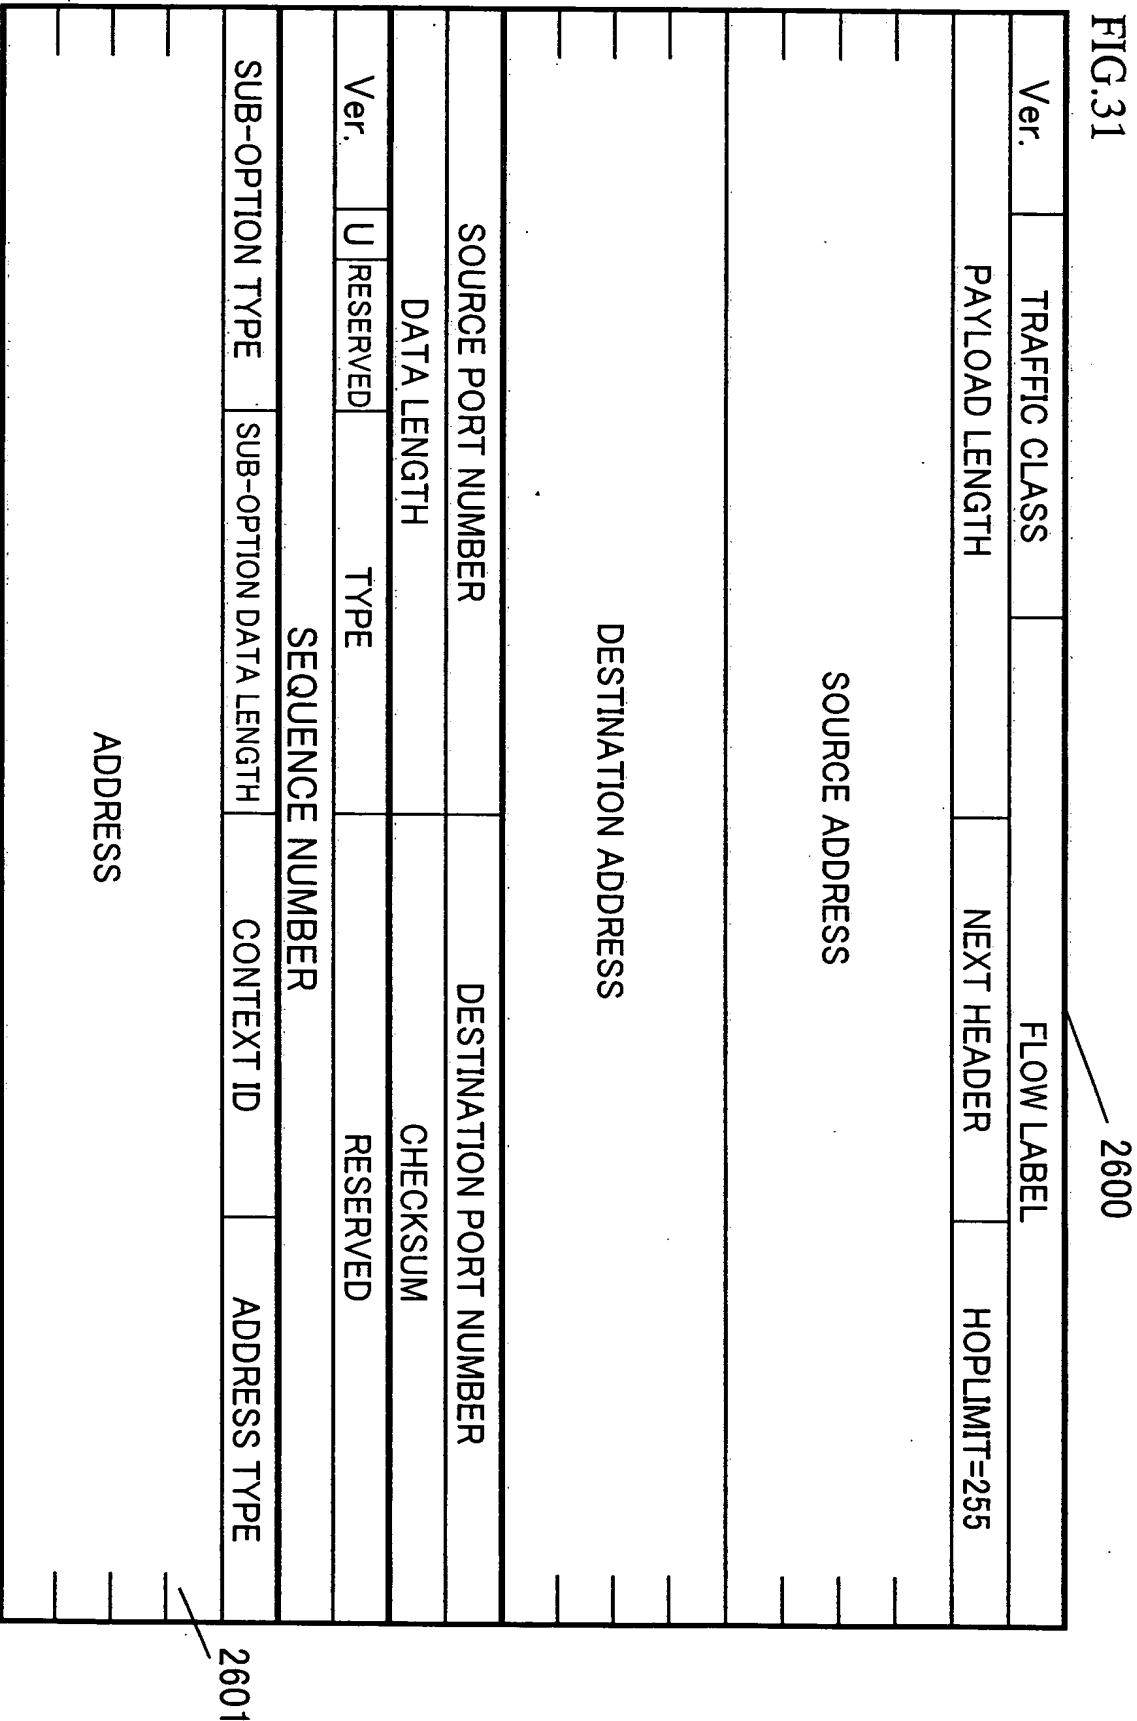 FIG.31
2600
Ver. TRAFFIC CLASS FLOW LABEL
PAYLOAD LENGTH NEXT HEADER HOPLIMIT=255
SOURCE ADDRESS
DESTINATION ADDRESS
SOURCE PORT NUMBER DESTINATION PORT NUMBER
DATA LENGTH CHECKSUM
Ver. U RESERVED TYPE RESERVED
SEQUENCE NUMBER
SUB-OPTION TYPE SUB-OPTION DATA LENGTH CONTEXT ID ADDRESS TYPE
2601
ADDRESS